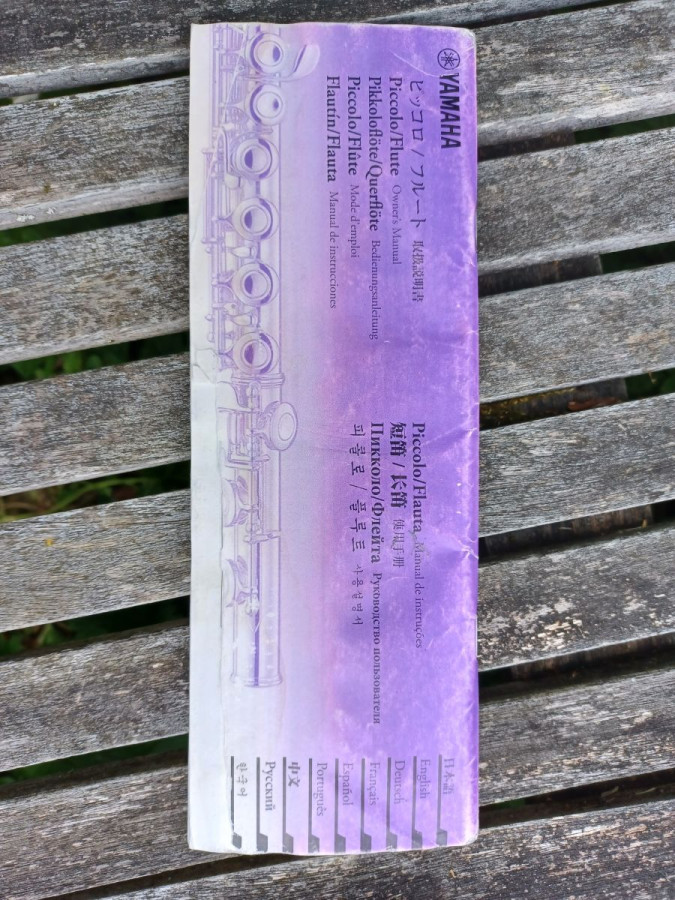 YAMAHA
ピッコロ / フルート 取扱説明書
Piccolo/Flute Owner's Manual
Pikkoloflöte/Querflöte Bedienungsanleitung
Piccolo/Flûte Mode d'emploi
Flautín/Flauta Manual de instrucciones
Piccolo/Flauta Manual de instruções
短笛 / 长笛 使用手册
Пикколо/Флейта Руководство пользователя
피콜로 / 플루트 사용설명서
日本語
English
Deutsch
Français
Español
Português
中文
Русский
한국어